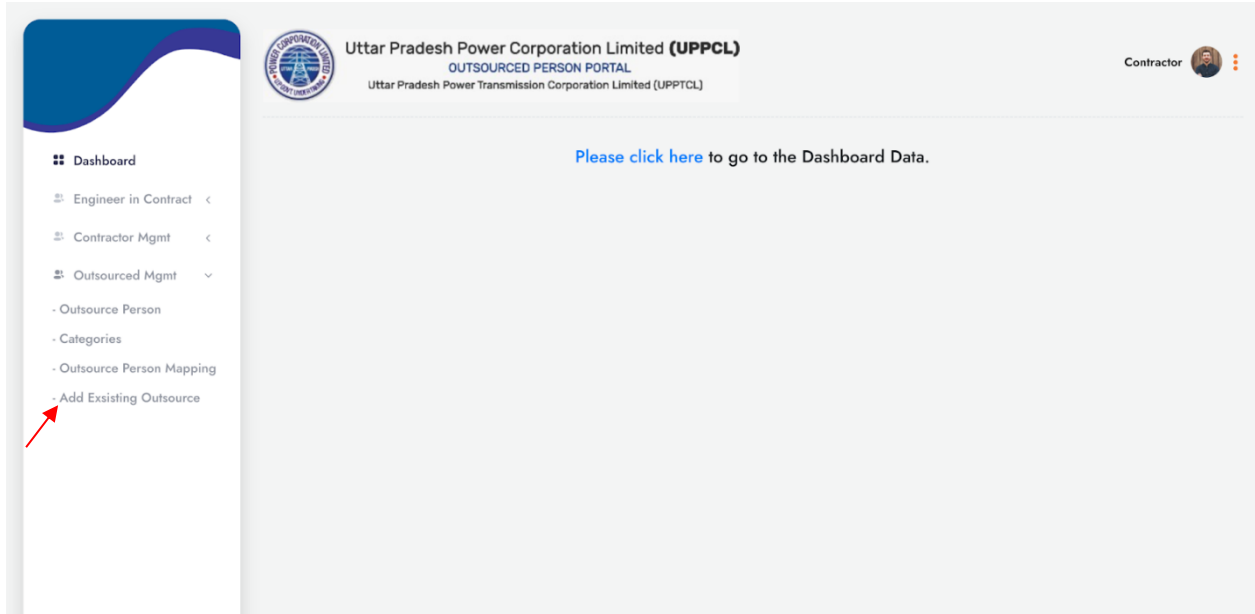 Uttar Pradesh Power Corporation Limited (UPPCL)
OUTSOURCED PERSON PORTAL
Uttar Pradesh Power Transmission Corporation Limited (UPPTCL)
Contractor
Please click here to go to the Dashboard Data.
Dashboard
Engineer in Contract
Contractor Mgmt
Outsourced Mgmt
- Outsource Person
- Categories
- Outsource Person Mapping
- Add Exsisting Outsource